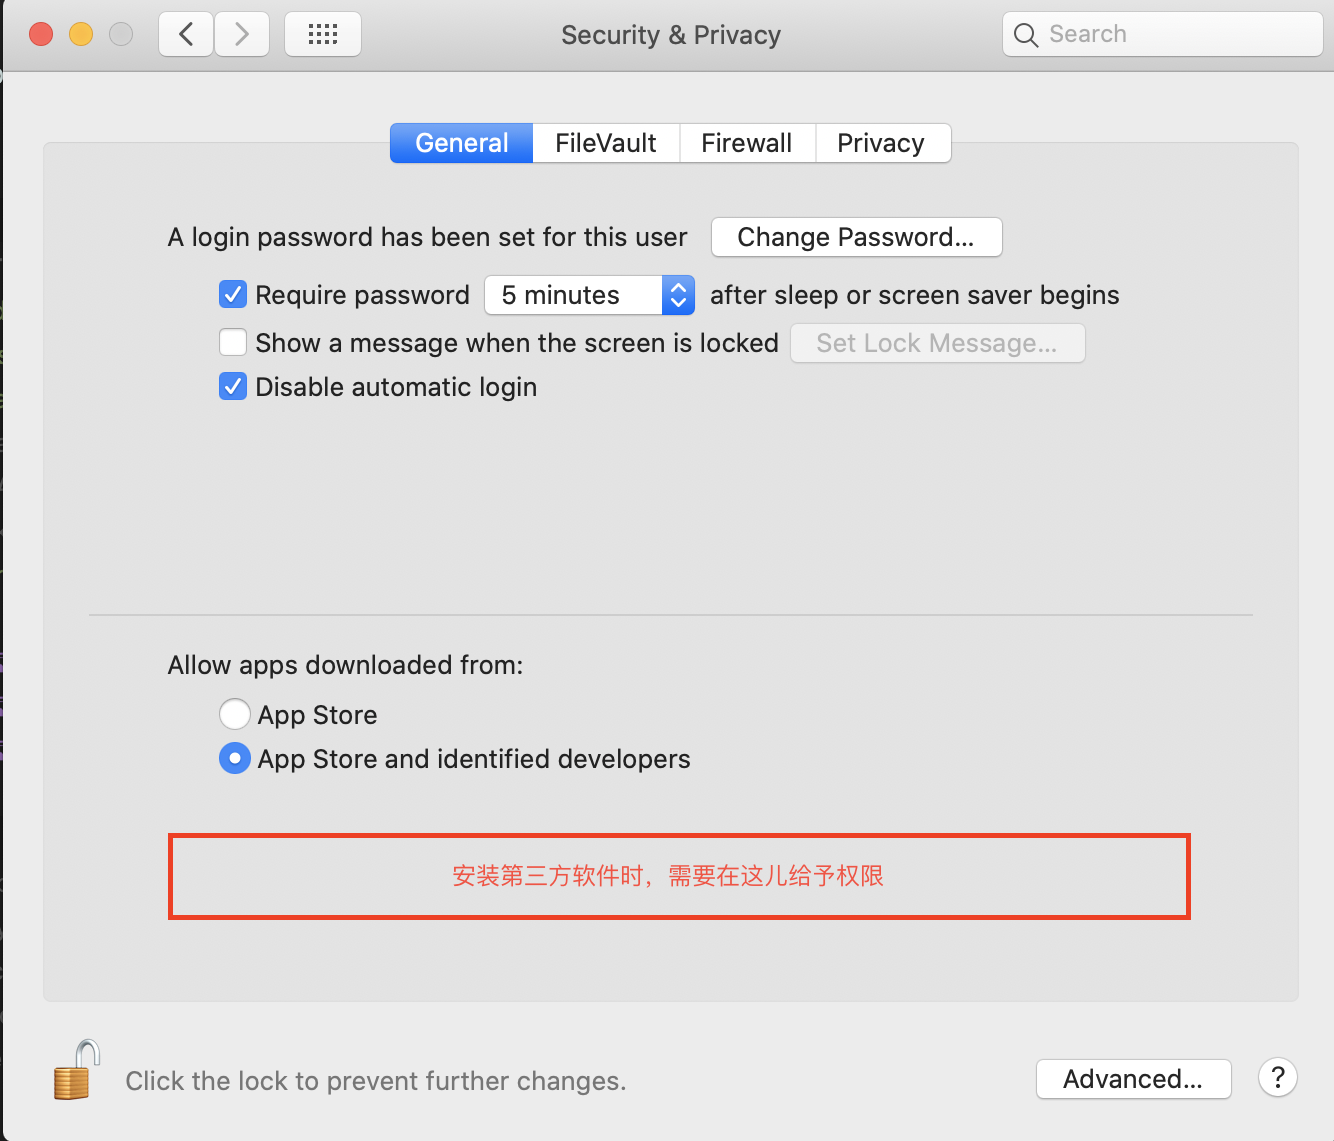 Security & Privacy
Search
General
FileVault
Firewall
Privacy
A login password has been set for this user
Change Password...
Require password
5 minutes
after sleep or screen saver begins
Show a message when the screen is locked
Set Lock Message...
Disable automatic login
Allow apps downloaded from:
App Store
App Store and identified developers
安装第三方软件时，需要在这儿给予权限
Click the lock to prevent further changes.
Advanced...
?